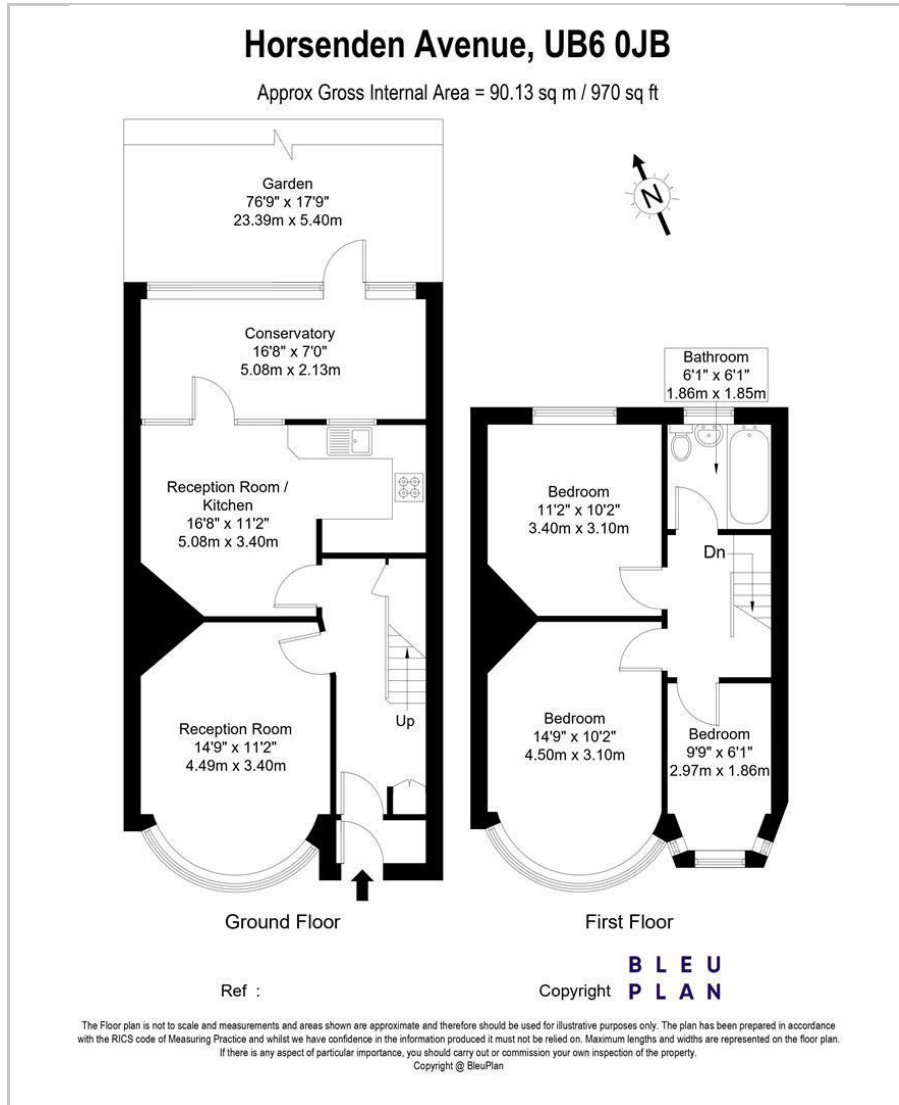 Horsenden Avenue, UB6 0JB
Approx Gross Internal Area = 90.13 sq m / 970 sq ft
Garden
76'9" x 17'9"
23.39m x 5.40m
N
Conservatory
16'8" x 7'0"
5.08m x 2.13m
Reception Room /
Kitchen
16'8" x 11'2"
5.08m x 3.40m
Reception Room
14'9" x 11'2"
4.49m x 3.40m
Up
Ground Floor
Bathroom
6'1" x 6'1"
1.86m x 1.85m
Bedroom
11'2" x 10'2"
3.40m x 3.10m
Dn
Bedroom
14'9" x 10'2"
4.50m x 3.10m
Bedroom
9'9" x 6'1"
2.97m x 1.86m
First Floor
Ref :
Copyright
BLEU
PLAN
The Floor plan is not to scale and measurements and areas shown are approximate and therefore should be used for illustrative purposes only. The plan has been prepared in accordance
with the RICS code of Measuring Practice and whilst we have confidence in the information produced it must not be relied on. Maximum lengths and widths are represented on the floor plan.
If there is any aspect of particular importance, you should carry out or commission your own inspection of the property.
Copyright @ BleuPlan